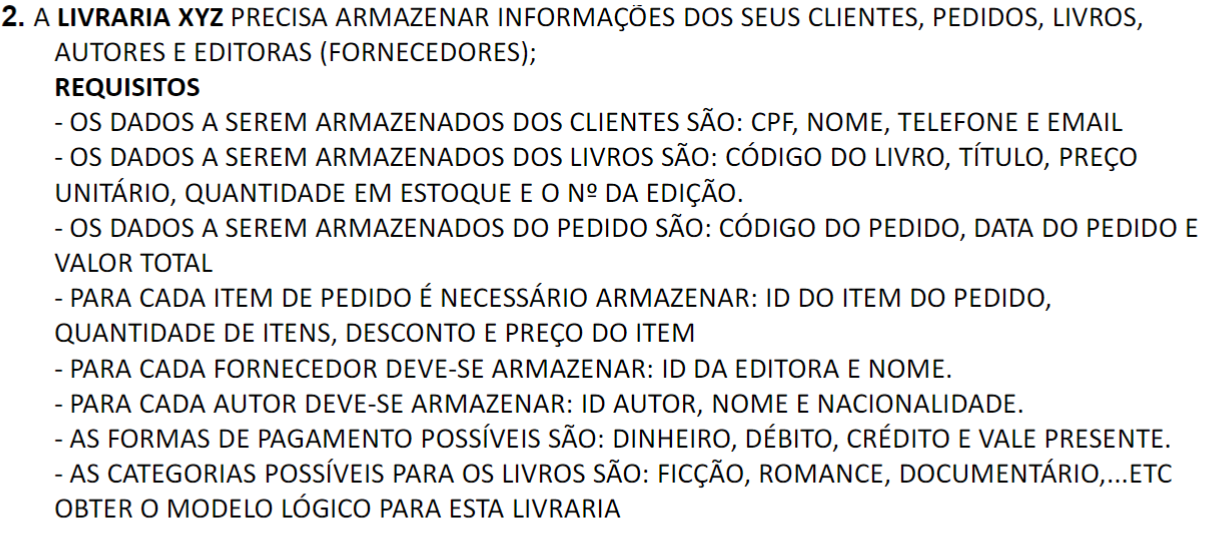 2. A LIVRARIA XYZ PRECISA ARMAZENAR INFORMAÇÕES DOS SEUS CLIENTES, PEDIDOS, LIVROS,
AUTORES E EDITORAS (FORNECEDORES);
REQUISITOS
- OS DADOS A SEREM ARMAZENADOS DOS CLIENTES SÃO: CPF, NOME, TELEFONE E EMAIL
- OS DADOS A SEREM ARMAZENADOS DOS LIVROS SÃO: CÓDIGO DO LIVRO, TÍTULO, PREÇO
UNITÁRIO, QUANTIDADE EM ESTOQUE E O Nº DA EDIÇÃO.
- OS DADOS A SEREM ARMAZENADOS DO PEDIDO SÃO: CÓDIGO DO PEDIDO, DATA DO PEDIDO E
VALOR TOTAL
- PARA CADA ITEM DE PEDIDO É NECESSÁRIO ARMAZENAR: ID DO ITEM DO PEDIDO,
QUANTIDADE DE ITENS, DESCONTO E PREÇO DO ITEM
- PARA CADA FORNECEDOR DEVE-SE ARMAZENAR: ID DA EDITORA E NOME.
- PARA CADA AUTOR DEVE-SE ARMAZENAR: ID AUTOR, NOME E NACIONALIDADE.
- AS FORMAS DE PAGAMENTO POSSÍVEIS SÃO: DINHEIRO, DÉBITO, CRÉDITO E VALE PRESENTE.
- AS CATEGORIAS POSSÍVEIS PARA OS LIVROS SÃO: FICÇÃO, ROMANCE, DOCUMENTÁRIO,...ETC
OBTER O MODELO LÓGICO PARA ESTA LIVRARIA